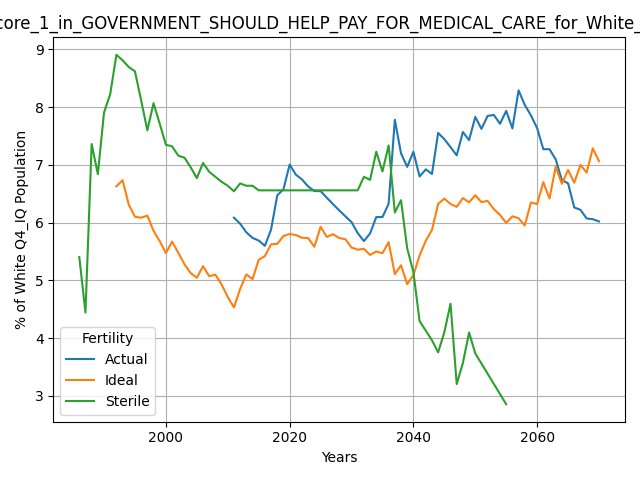 core_1_in_GOVERNMENT_SHOULD_HELP_PAY_FOR_MEDICAL_CARE_for_White_
% of White Q4_IQ Population
9
8
7
6
5
4
3
Fertility
Actual
Ideal
Sterile
2000
2020
2040
2060
Years